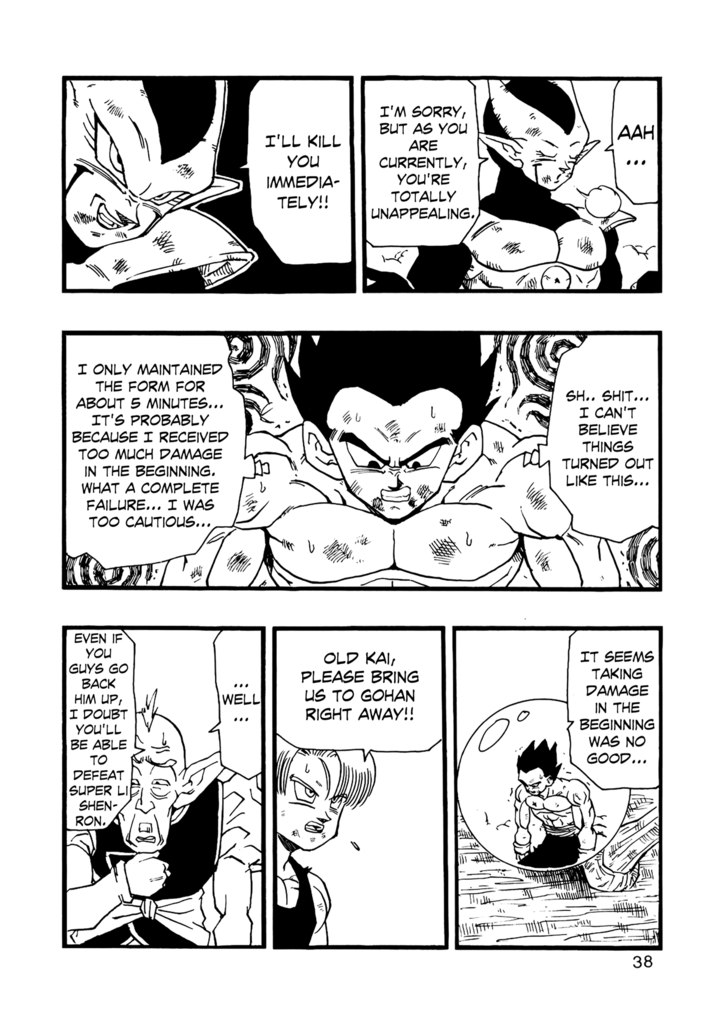 AAH
...
I'M SORRY,
BUT AS YOU
ARE
CURRENTLY,
YOU'RE
TOTALLY
UNAPPEALING.
I'LL KILL
YOU
IMMEDIA-
TELY!!
SH.. SHIT...
I CAN'T
BELIEVE
THINGS
TURNED OUT
LIKE THIS...
I ONLY MAINTAINED
THE FORM FOR
ABOUT 5 MINUTES...
IT'S PROBABLY
BECAUSE I RECEIVED
TOO MUCH DAMAGE
IN THE BEGINNING.
WHAT A COMPLETE
FAILURE... I WAS
TOO CAUTIOUS...
IT SEEMS
TAKING
DAMAGE
IN THE
BEGINNING
WAS NO
GOOD...
OLD KAI,
PLEASE BRING
US TO GOHAN
RIGHT AWAY!!
...
WELL
...
EVEN IF
YOU
GUYS GO
BACK
HIM UP,
I DOUBT
YOU'LL
BE ABLE
TO
DEFEAT
SUPER LI
SHEN-
RON.
38